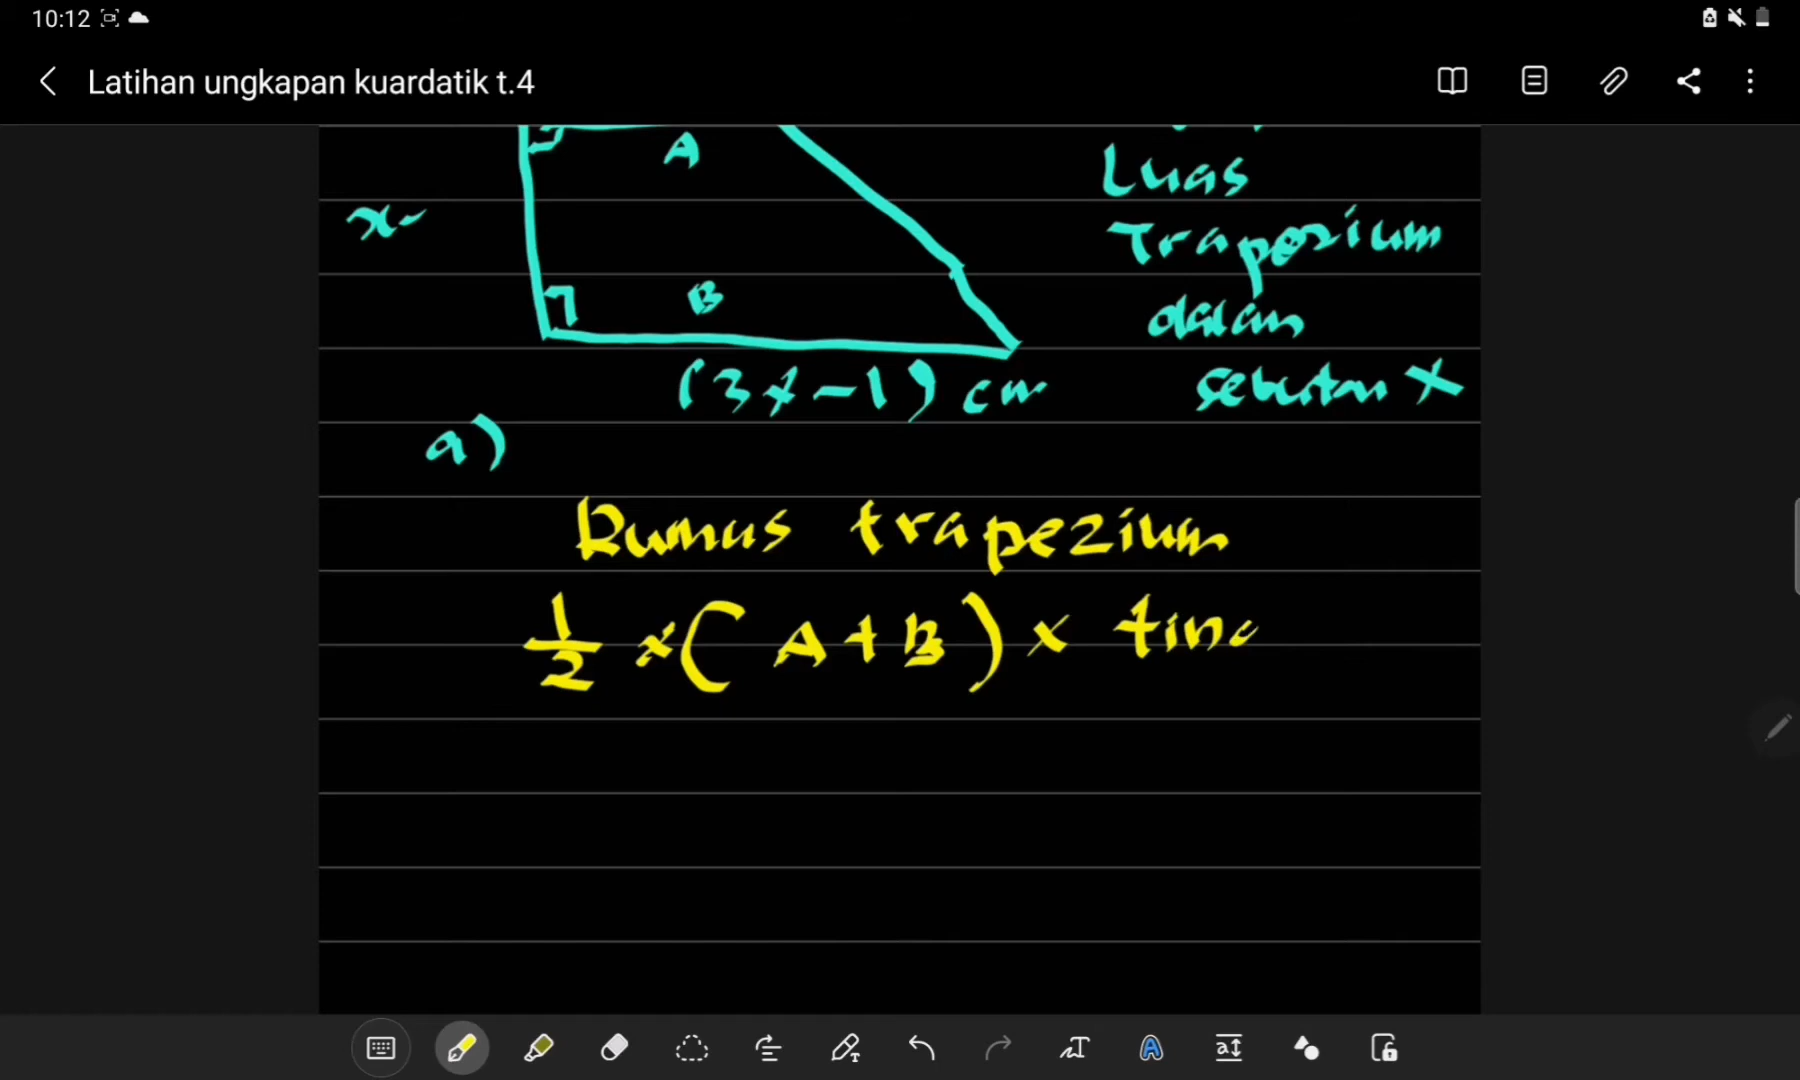 10:12
Latihan ungkapan kuardatik t.4
A
Luas
x
Trapezium
B
dalam
(3x-1) cm
sebutan x
a)
Rumus trapezium
1/2 x (A+B) x tinc